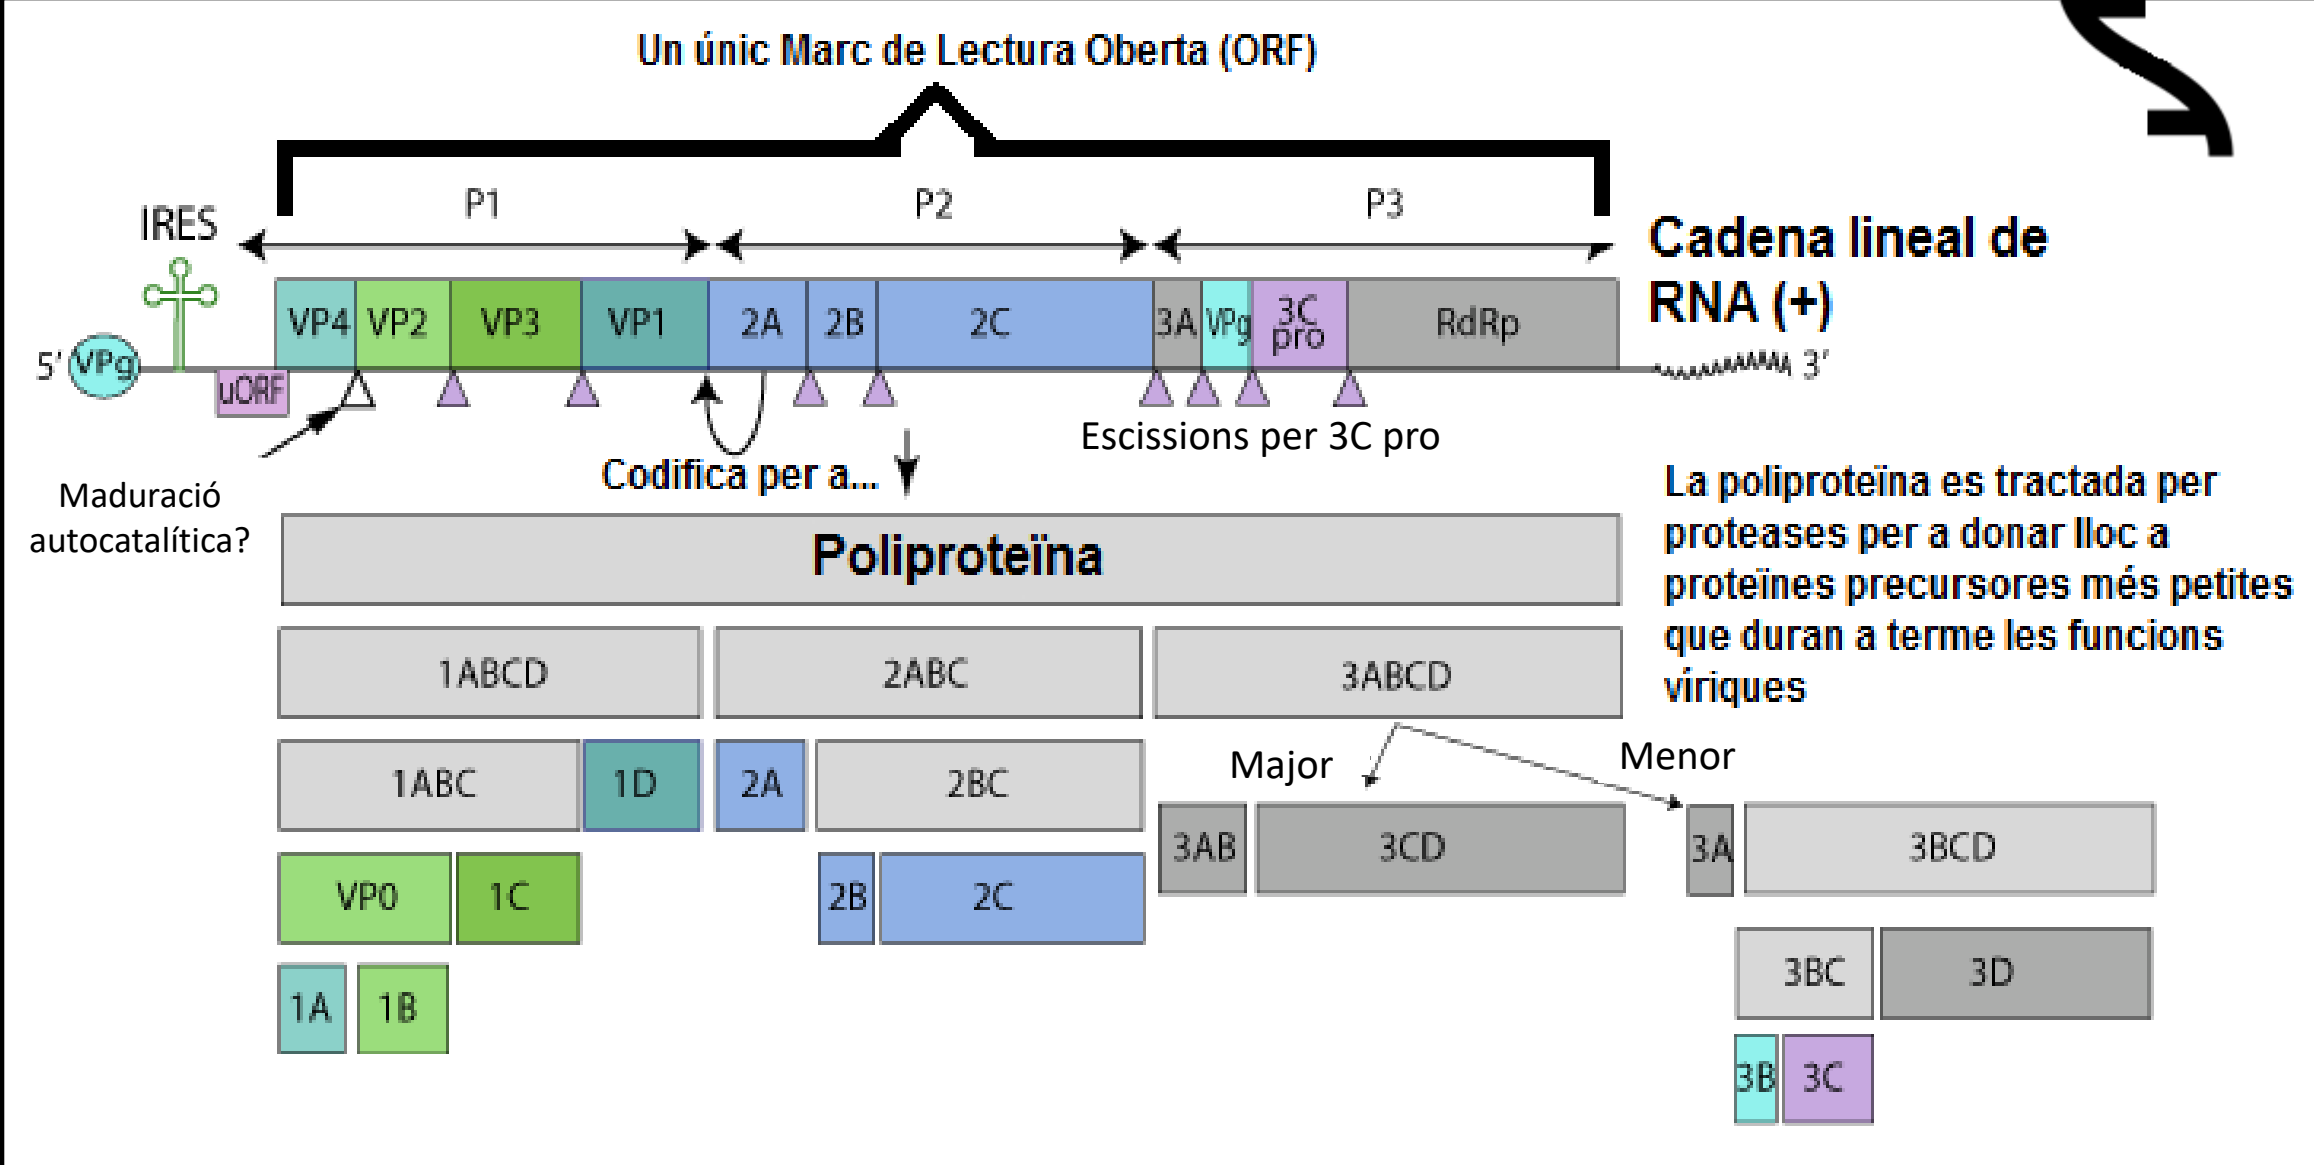 Un únic Marc de Lectura Oberta (ORF)
P1
P2
P3
IRES
Cadena lineal de
RNA (+)
VP4
VP2
VP3
VP1
2A
2B
2C
3A
VPg
3C
pro
RdRp
5'
VPg
3'
uORF
Escissions per 3C pro
Codifica per a...
Maduració
autocatalítica?
La poliproteïna es tractada per
proteases per a donar lloc a
proteïnes precursores més petites
que duran a terme les funcions
víriques
Poliproteïna
1ABCD
2ABC
3ABCD
Major
Menor
1ABC
1D
2A
2BC
3AB
3CD
3A
3BCD
VP0
1C
2B
2C
3BC
3D
1A
1B
3B
3C